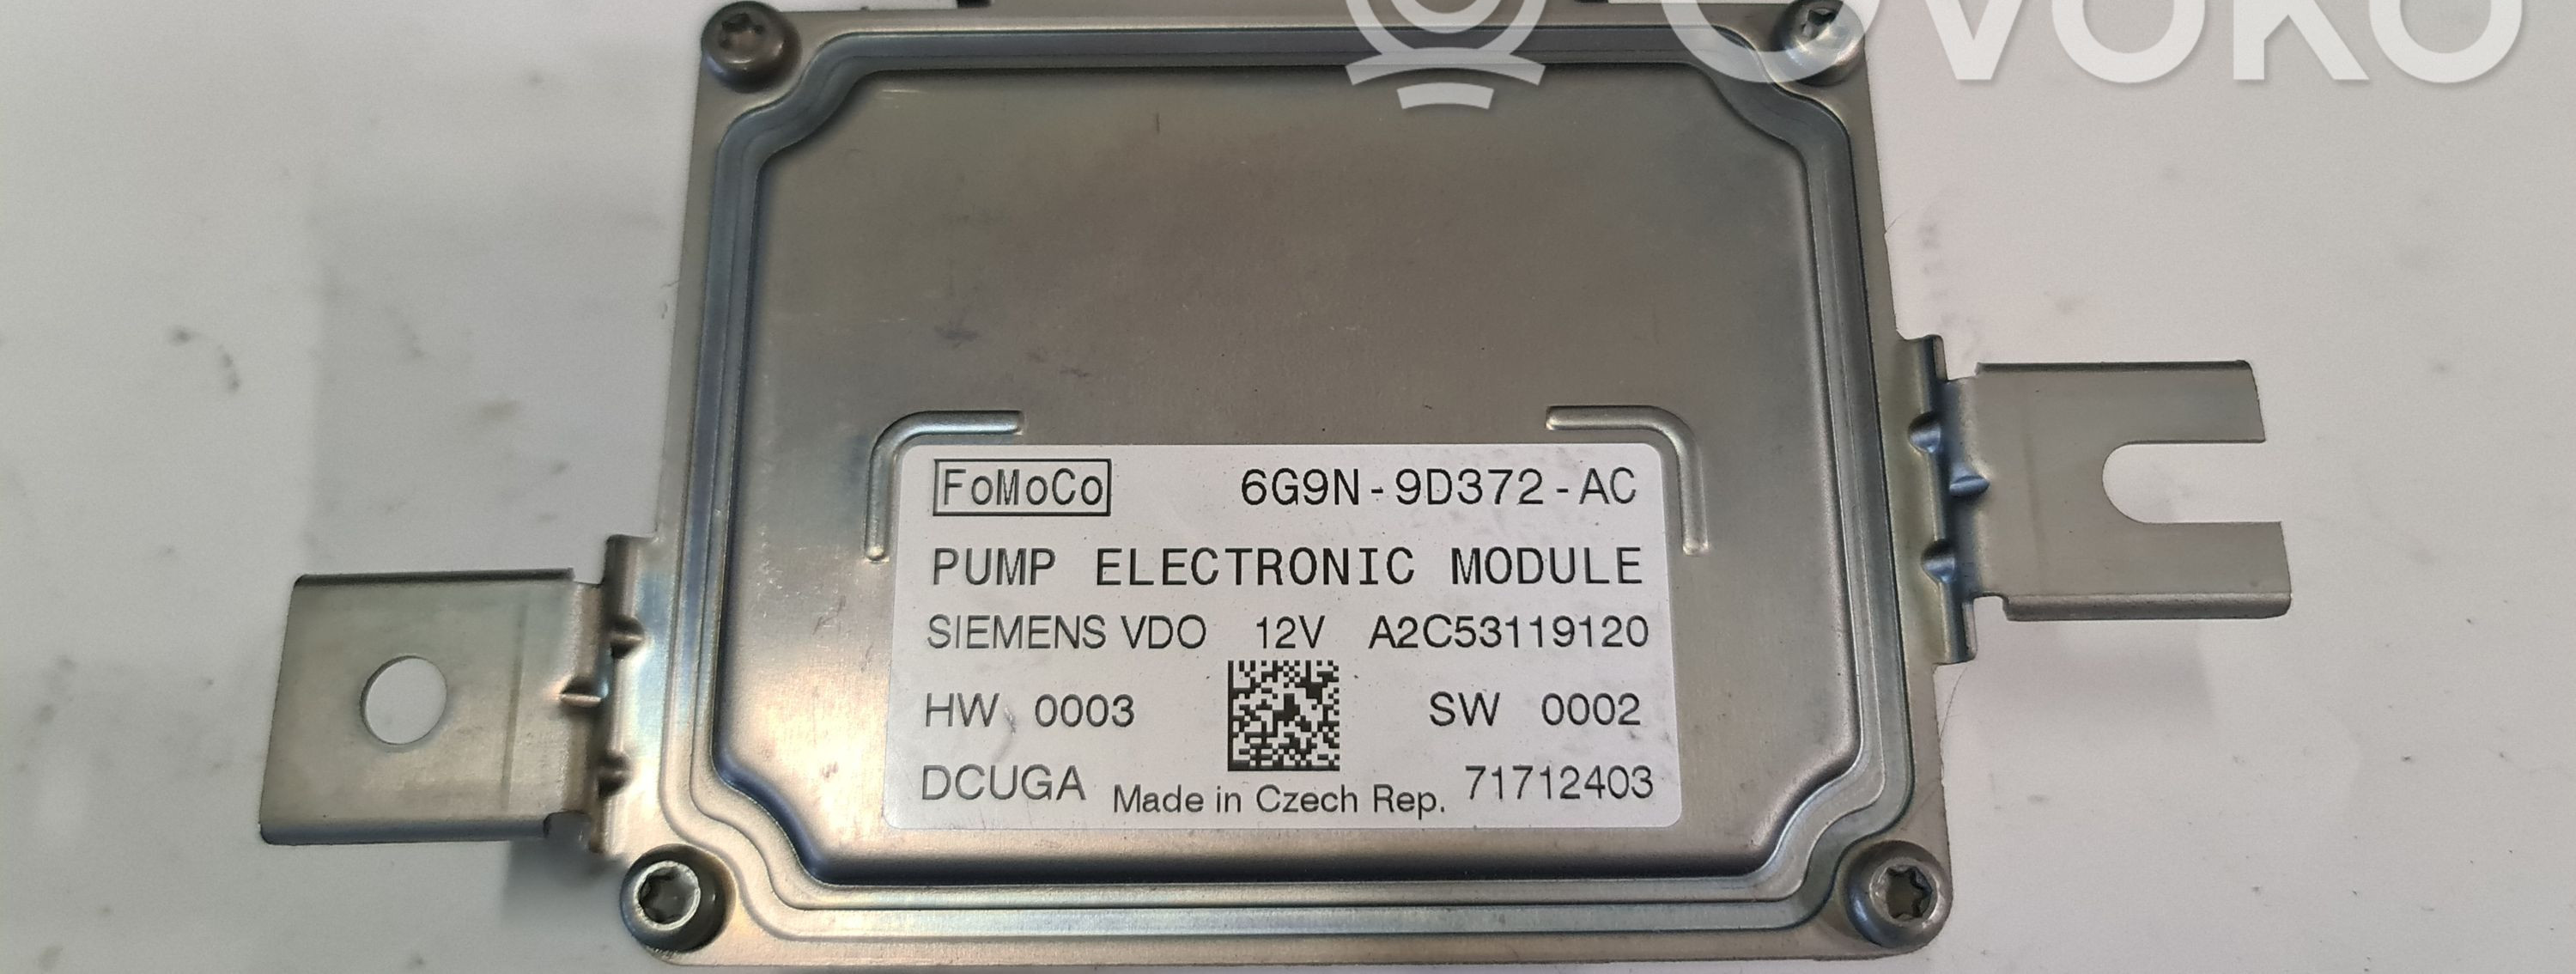 OVOKO
FoMoCo 6G9N-9D372-AC
PUMP ELECTRONIC MODULE
SIEMENS VDO 12V A2C53119120
HW 0003 SW 0002
DCUGA Made in Czech Rep. 71712403